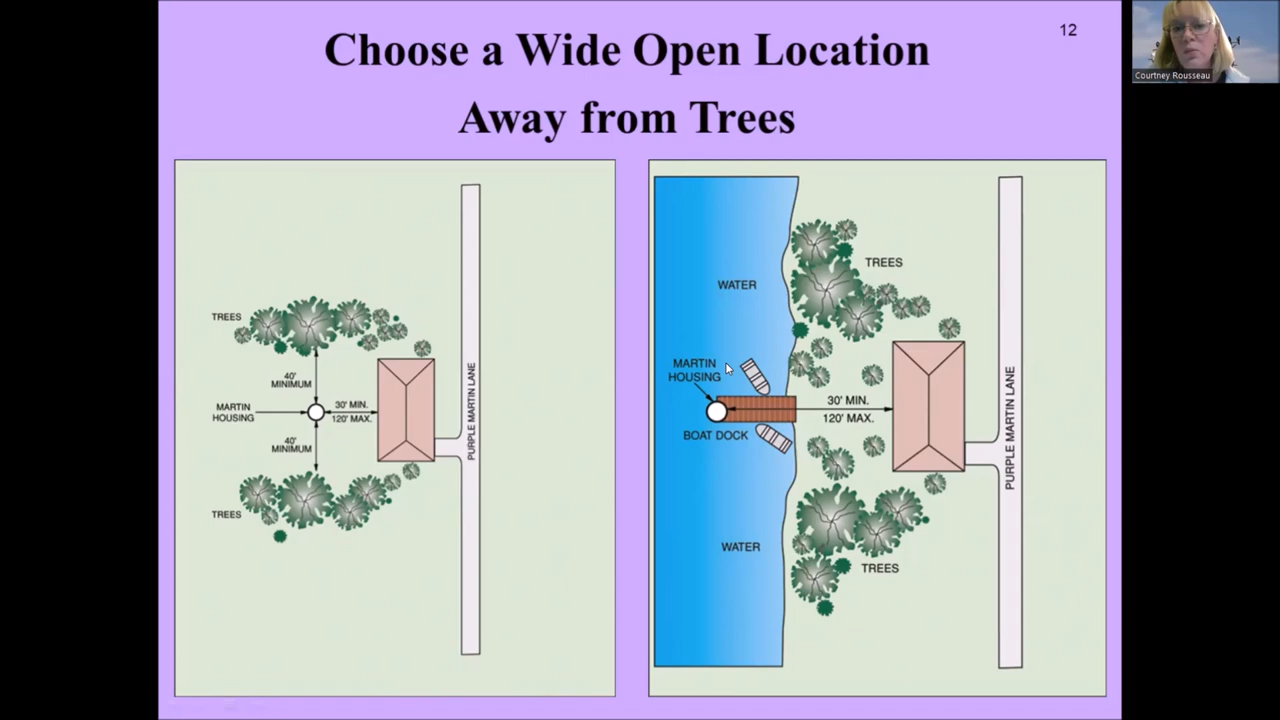 12
Choose a Wide Open Location
Away from Trees
Courtney Rousseau
TREES
40'
MINIMUM
MARTIN
HOUSING
30' MIN.
120' MAX.
40'
MINIMUM
TREES
PURPLE MARTIN LANE
WATER
TREES
MARTIN
HOUSING
30' MIN.
120' MAX.
BOAT DOCK
WATER
TREES
PURPLE MARTIN LANE